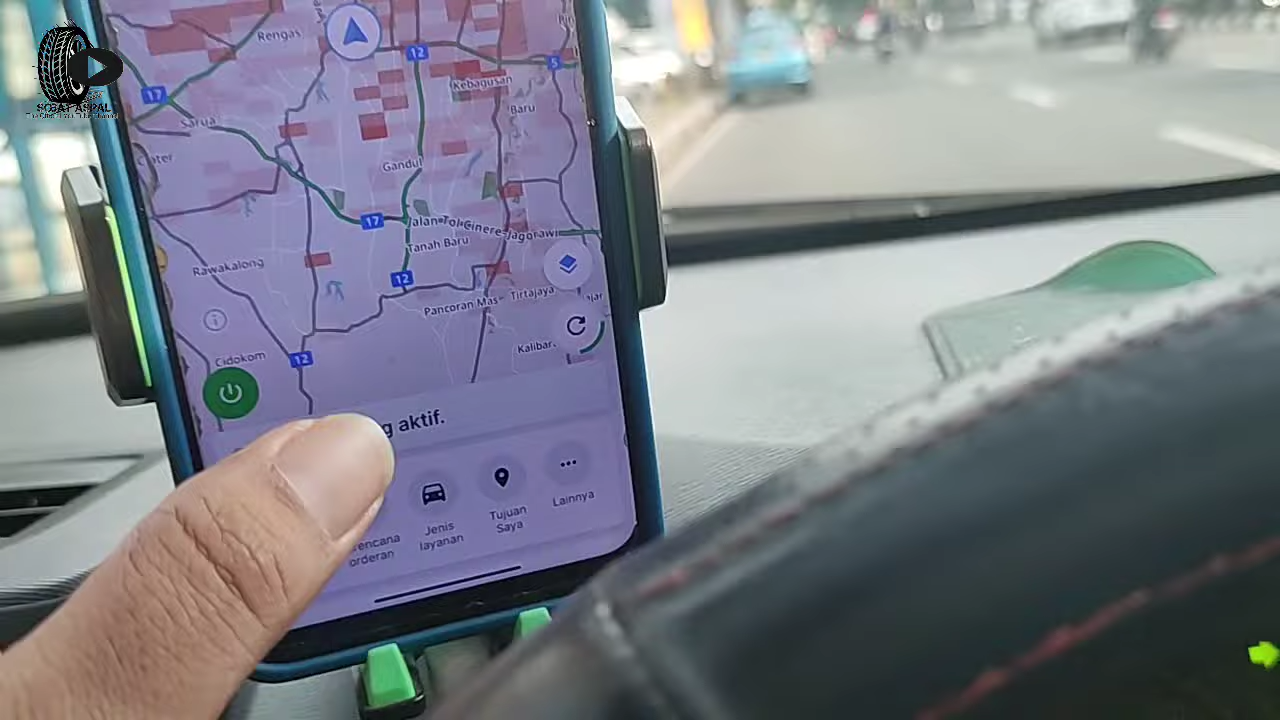 SOBAT ASPAL
Rengas
12
5
17
Kebagusan
Baru
Sarua
Gandul
17
Jalan Tol Cinere-Jagorawi
Tanah Baru
Rawakalong
12
Pancoran Mas
Tirtajaya
Cidokom
12
g aktif.
encana
orderan
Jenis
layanan
Tujuan
Saya
Lainnya